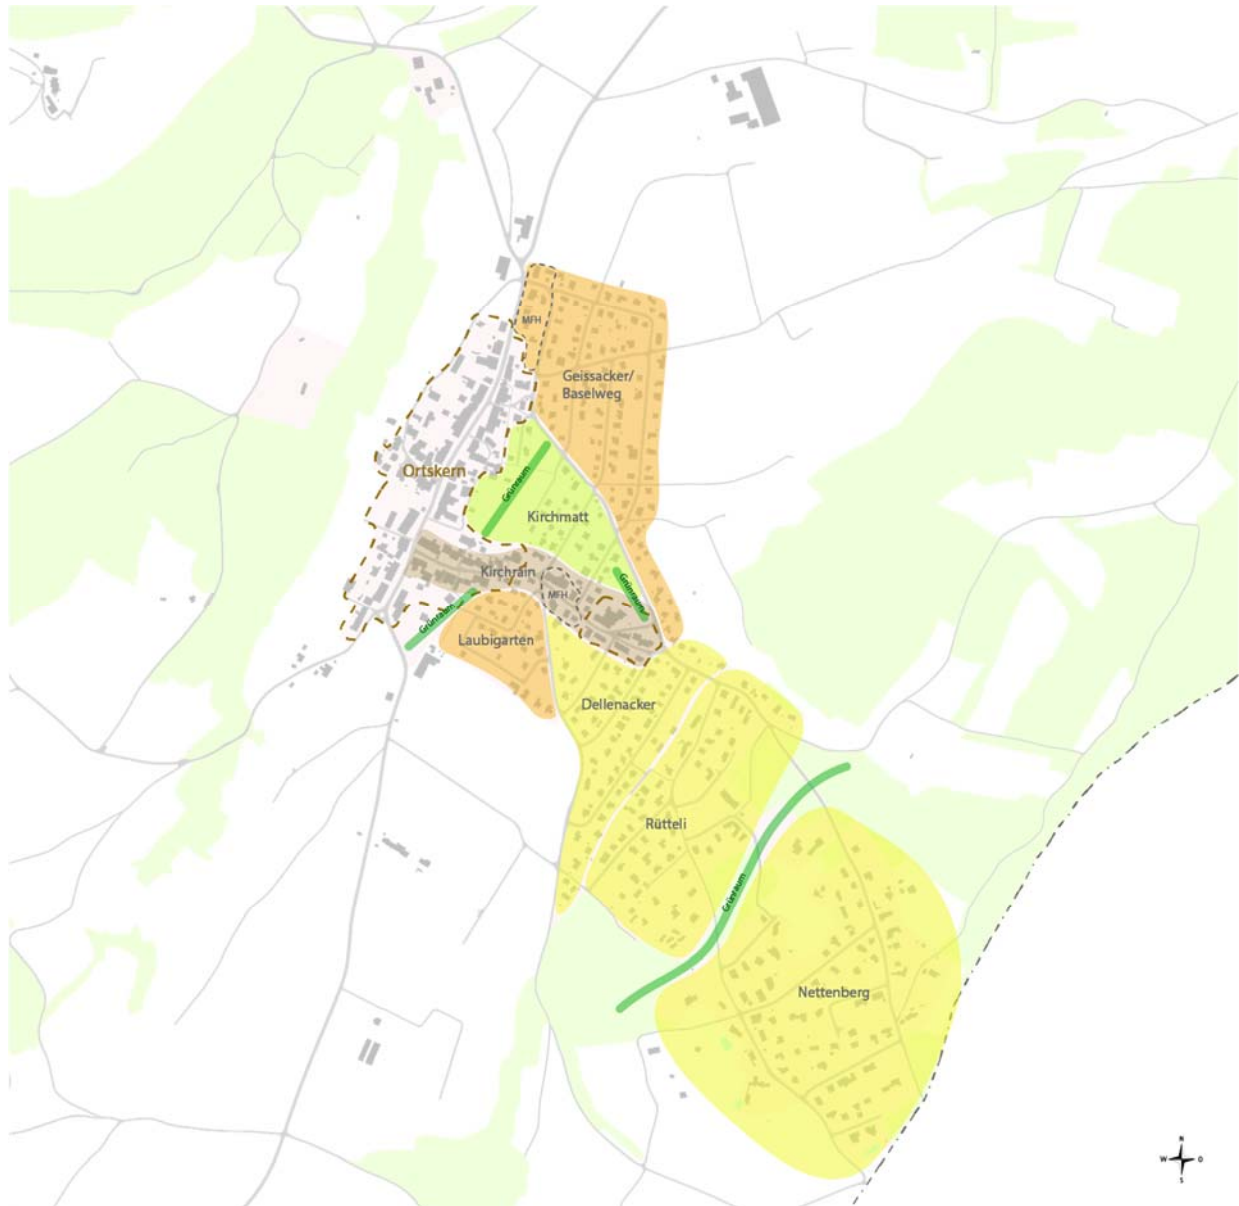 MFH
Geissacker/
Baselweg
Ortskern
Grünraum
Kirchmatt
Kirchrain
Grünraum
MFH
Grünraum
Laubigarten
Dellenacker
Rütteli
Grünraum
Nettenberg
N
W O
S